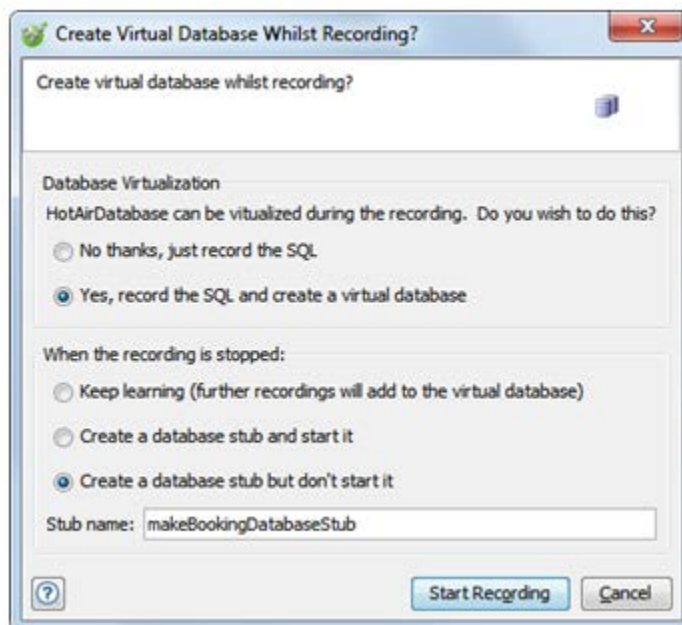 Create Virtual Database Whilst Recording?
Create virtual database whilst recording?
Database Virtualization
HotAirDatabase can be vitualized during the recording. Do you wish to do this?
No thanks, just record the SQL
Yes, record the SQL and create a virtual database
When the recording is stopped:
Keep learning (further recordings will add to the virtual database)
Create a database stub and start it
Create a database stub but don't start it
Stub name: makeBookingDatabaseStub
? Start Recording Cancel